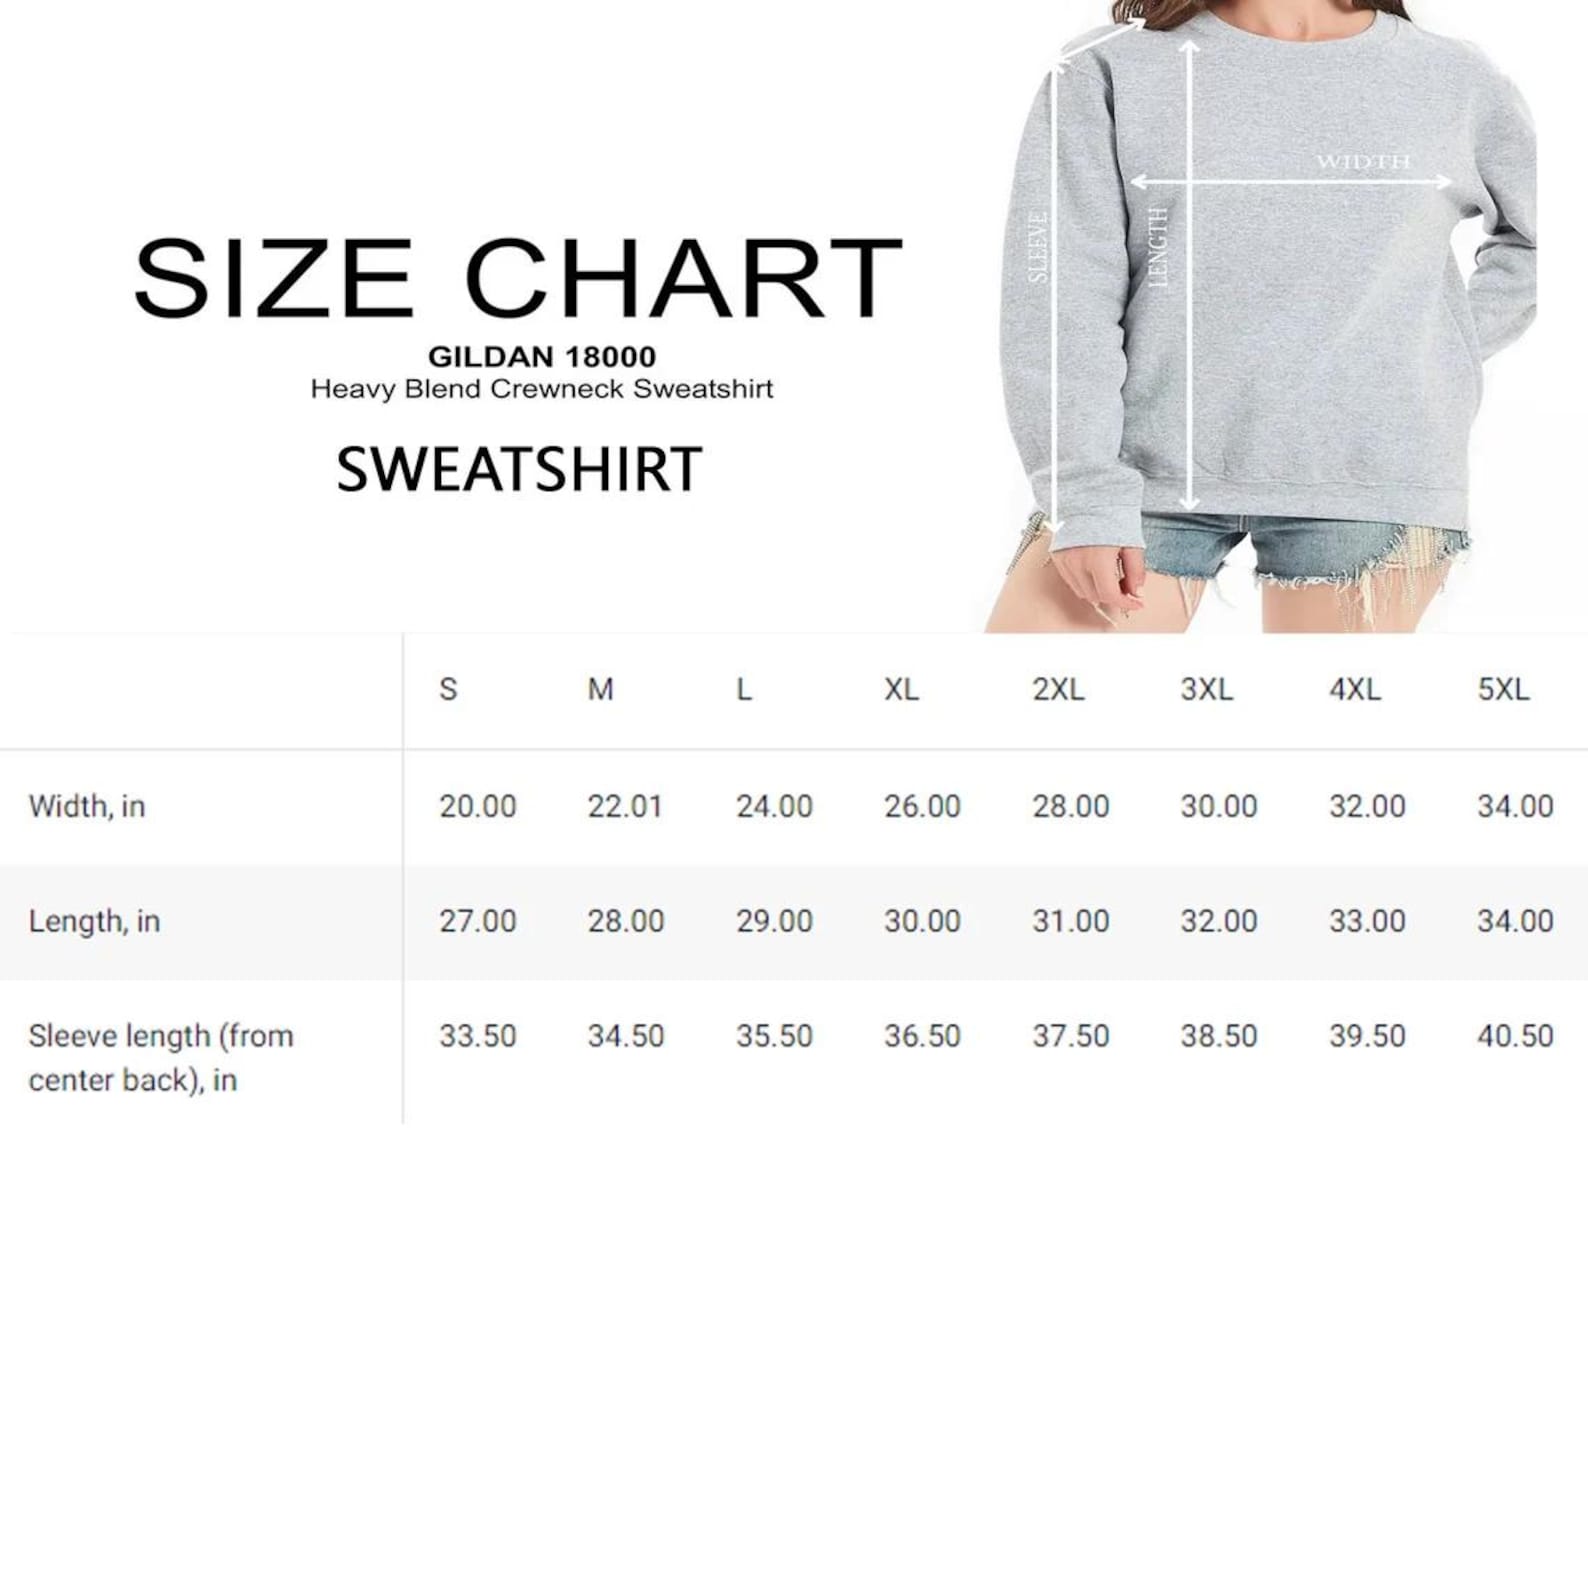 SIZE CHART
GILDAN 18000
Heavy Blend Crewneck Sweatshirt
SWEATSHIRT
WIDTH
SLEEVE
LENGTH
S M L XL 2XL 3XL 4XL 5XL
Width, in 20.00 22.01 24.00 26.00 28.00 30.00 32.00 34.00
Length, in 27.00 28.00 29.00 30.00 31.00 32.00 33.00 34.00
Sleeve length (from 33.50 34.50 35.50 36.50 37.50 38.50 39.50 40.50
center back), in